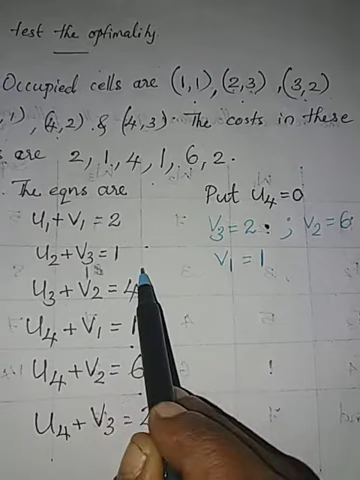 Test the optimality
Occupied cells are (1,1), (2,3), (3,2)
,1), (4,2) & (4,3). The costs in these
s are 2, 1, 4, 1, 6, 2.
The eqns are
Put U4=0
U1+V1=2
V3=2 ; V2=6
U2+V3=1
V1=1
U3+V2=4
U4+V1=1
U4+V2=6
U4+V3=2